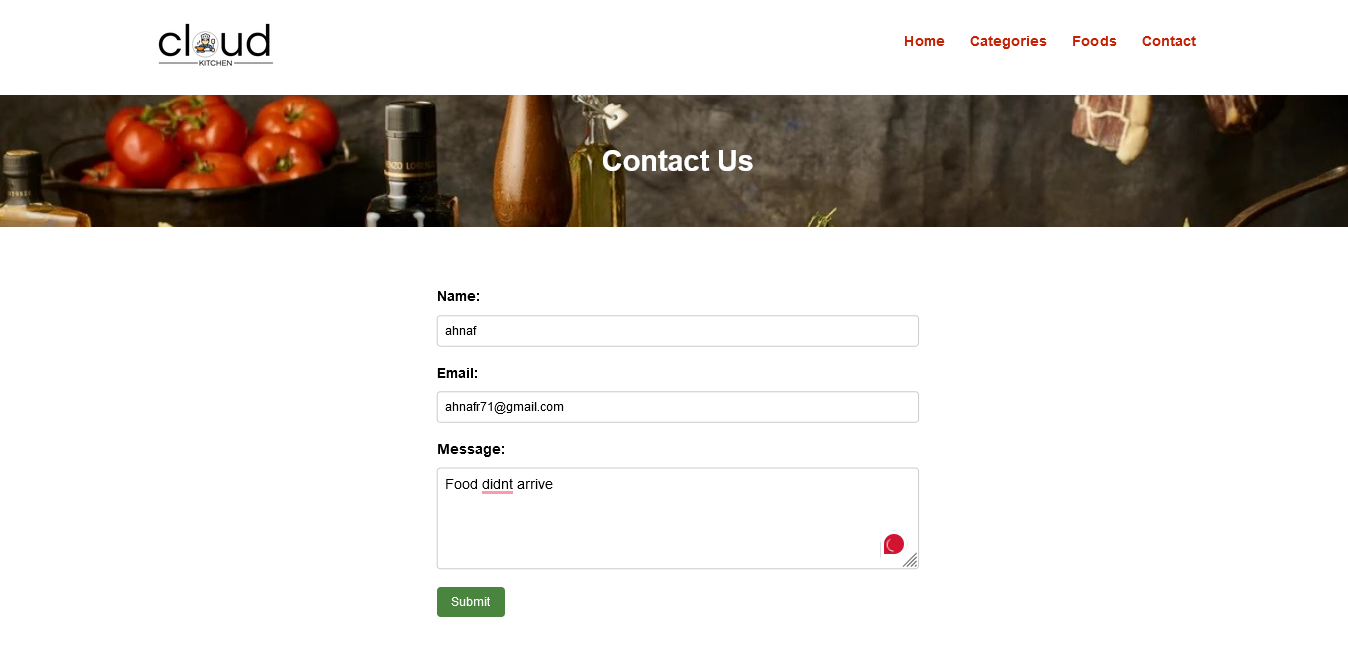 cloud
KITCHEN
Home Categories Foods Contact
Contact Us
Name:
ahnaf
Email:
ahnafr71@gmail.com
Message:
Food didnt arrive
Submit